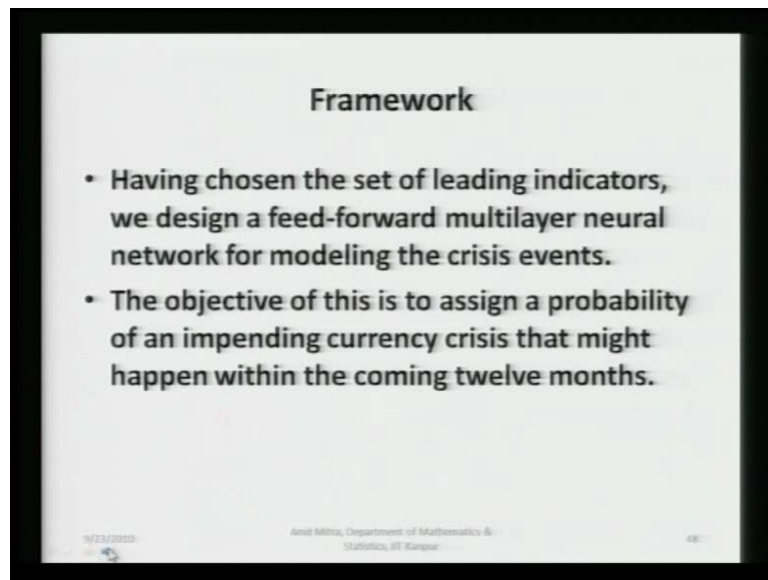 Framework
• Having chosen the set of leading indicators,
we design a feed-forward multilayer neural
network for modeling the crisis events.
• The objective of this is to assign a probability
of an impending currency crisis that might
happen within the coming twelve months.
9/23/2010
Amit Mitra, Department of Mathematics &
Statistics, IIT Kanpur
48